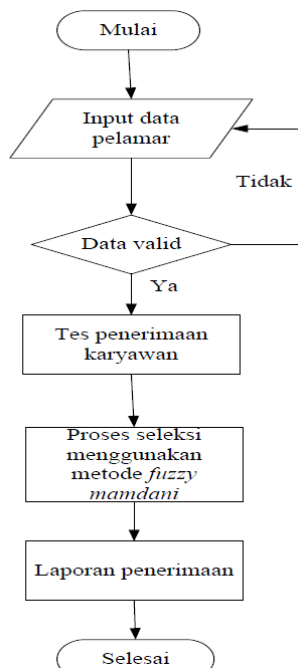 Mulai
Input data
pelamar
Tidak
Data valid
Ya
Tes penerimaan
karyawan
Proses seleksi
menggunakan
metode fuzzy
mamdani
Laporan penerimaan
Selesai